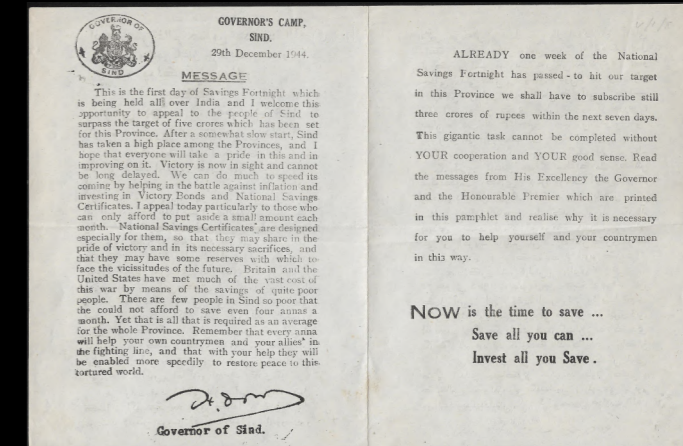 GOVERNOR OF
SIND
GOVERNOR'S CAMP,
SIND.
29th December 1944.
MESSAGE
This is the first day of Savings Fortnight which
is being held all over India and I welcome this
opportunity to appeal to the people of Sind to
surpass the target of five crores which has been set
for this Province. After a somewhat slow start, Sind
has taken a high place among the Provinces, and I
hope that everyone will take a pride in this and in
improving on it. Victory is now in sight and cannot
be long delayed. We can do much to speed its
coming by helping in the battle against inflation and
investing in Victory Bonds and National Savings
Certificates. I appeal today particularly to those who
can only afford to put aside a small amount each
month. National Savings Certificates are designed
especially for them, so that they may share in the
pride of victory and in its necessary sacrifices, and
that they may have some reserves with which to
face the vicissitudes of the future. Britain and the
United States have met much of the vast cost of
this war by means of the savings of quite poor
people. There are few people in Sind so poor that
the could not afford to save even four annas a
month. Yet that is all that is required as an average
for the whole Province. Remember that every anna
will help your own countrymen and your allies' in
the fighting line, and that with your help they will
be enabled more speedily to restore peace to this
tortured world.
Governor of Sind.
ALREADY one week of the National
Savings Fortnight has passed - to hit our target
in this Province we shall have to subscribe still
three crores of rupees within the next seven days.
This gigantic task cannot be completed without
YOUR cooperation and YOUR good sense. Read
the messages from His Excellency the Governor
and the Honourable Premier which are printed
in this pamphlet and realise why it is necessary
for you to help yourself and your countrymen
in this way.
NOW is the time to save ...
Save all you can ...
Invest all you Save.